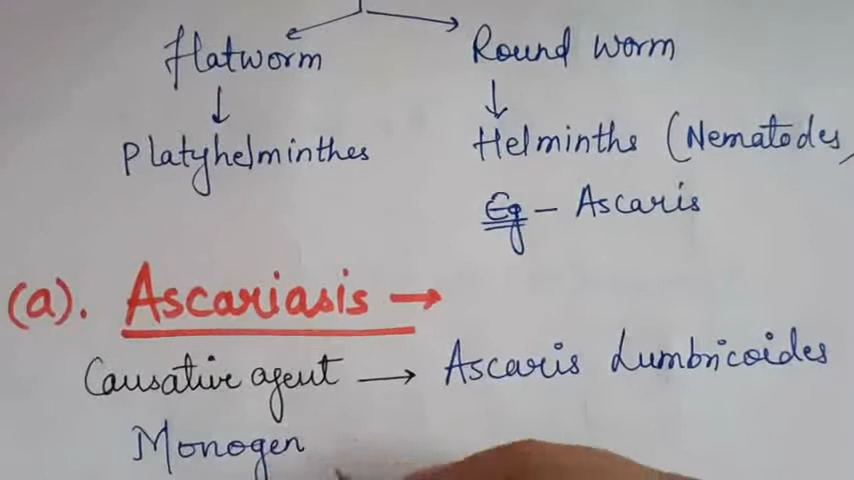 flatworm Round worm
Platyhelminthes Helminths (Nematodes,
Eg - Ascaris
(a). Ascariasis →
Causative agent → Ascaris Lumbricoides
Monogen